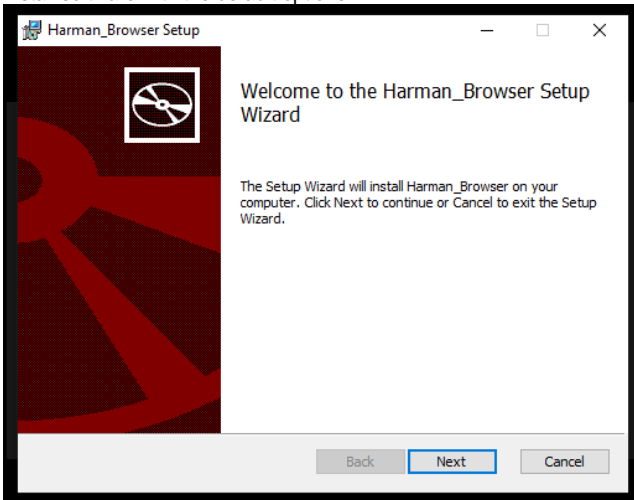 Harman_Browser Setup
Welcome to the Harman_Browser Setup
Wizard
The Setup Wizard will install Harman_Browser on your
computer. Click Next to continue or Cancel to exit the Setup
Wizard.
Back
Next
Cancel